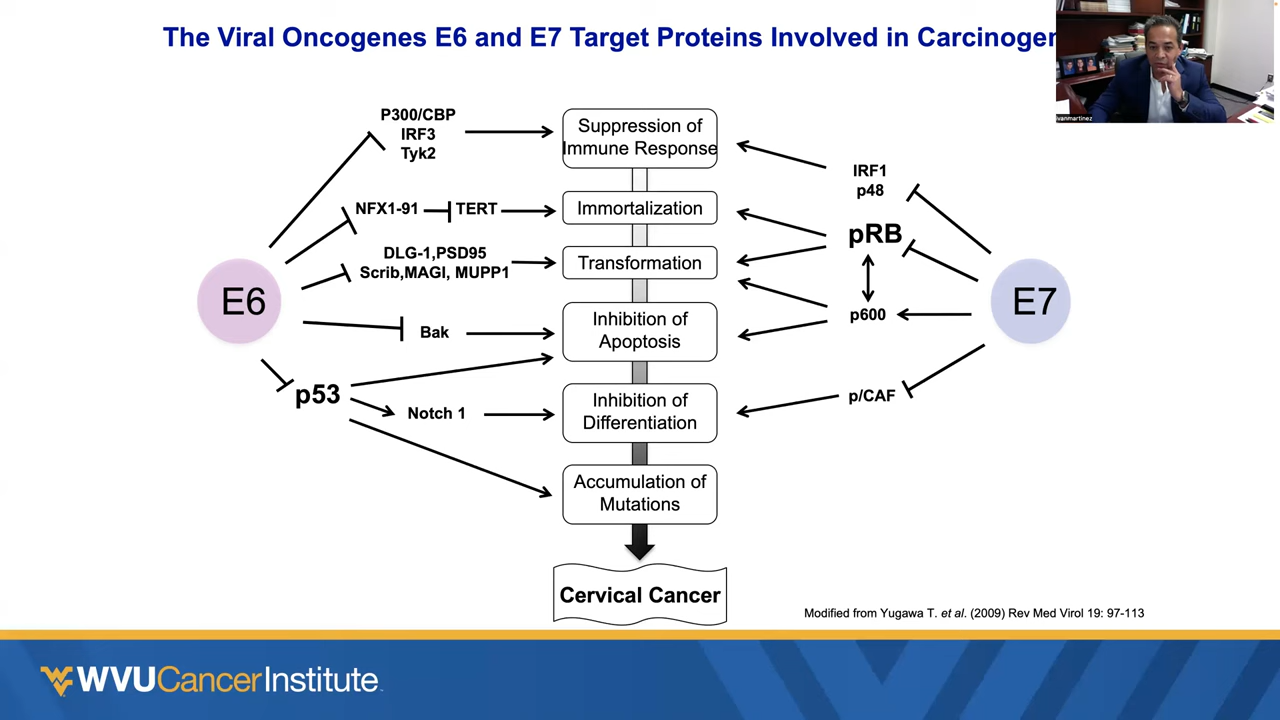 The Viral Oncogenes E6 and E7 Target Proteins Involved in Carcinoge
ivanmartinez
P300/CBP
IRF3
Tyk2
Suppression of
Immune Response
IRF1
p48
NFX1-91
TERT
Immortalization
pRB
DLG-1,PSD95
Scrib,MAGI, MUPP1
Transformation
E6
E7
p600
Bak
Inhibition of
Apoptosis
p53
Notch 1
Inhibition of
Differentiation
p/CAF
Accumulation of
Mutations
Cervical Cancer
Modified from Yugawa T. et al. (2009) Rev Med Virol 19: 97-113
WVUCancerInstitute